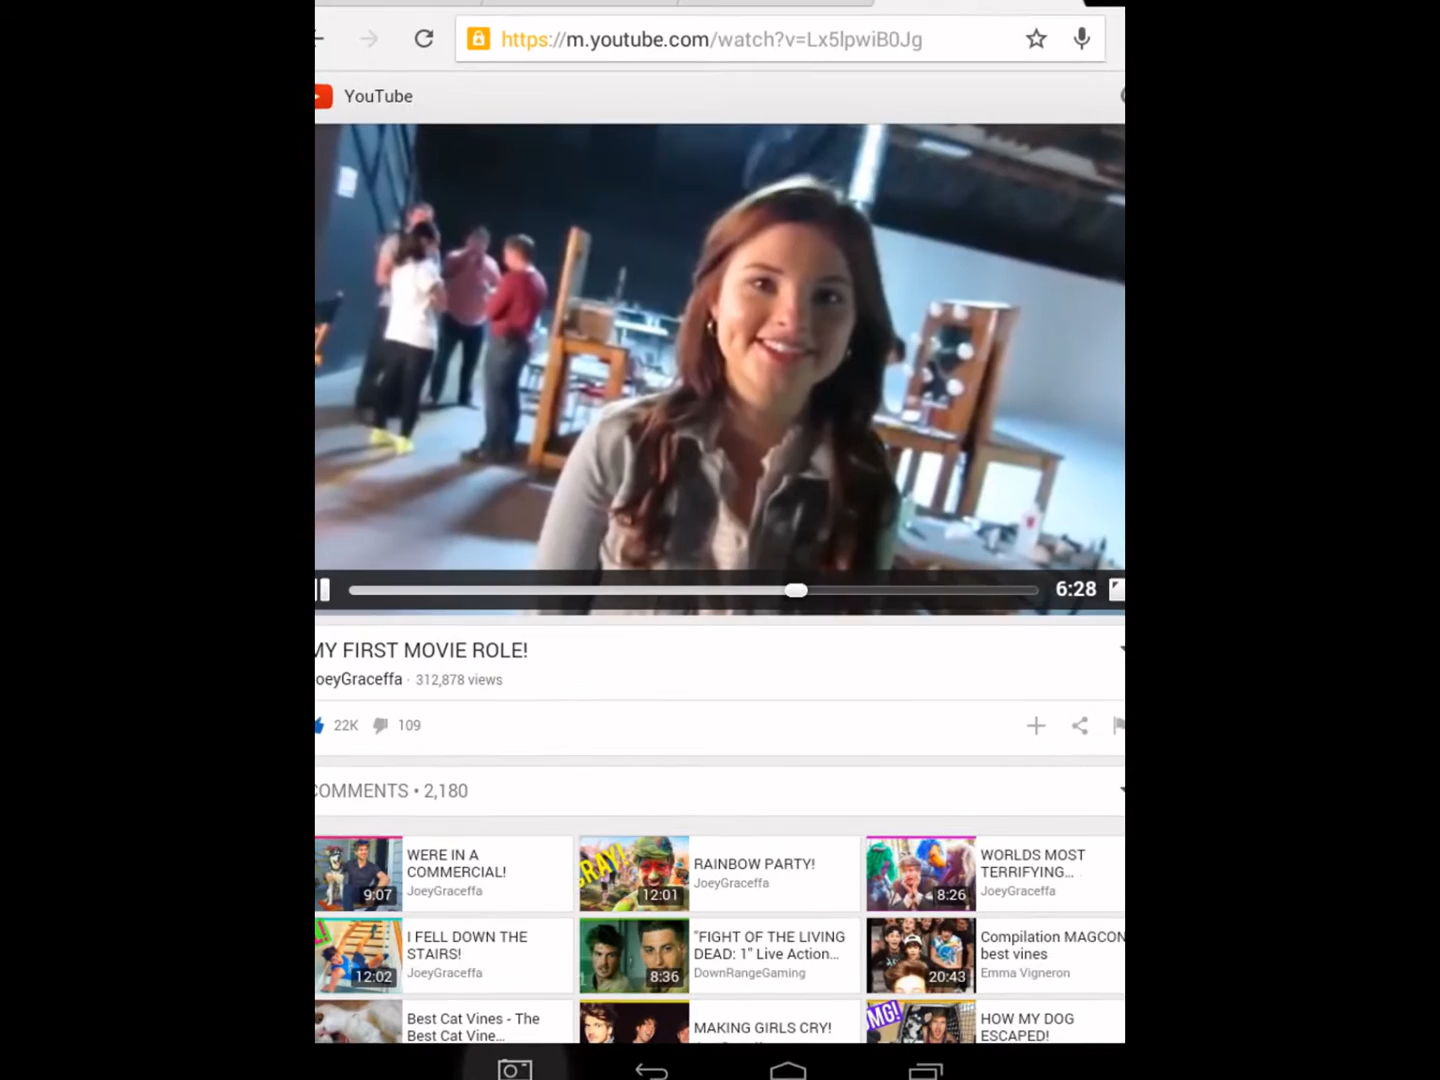 https://m.youtube.com/watch?v=Lx5lpwiB0Jg
YouTube
6:28
MY FIRST MOVIE ROLE!
JoeyGraceffa · 312,878 views
22K 109
COMMENTS • 2,180
9:07
WERE IN A
COMMERCIAL!
JoeyGraceffa
12:01
RAINBOW PARTY!
JoeyGraceffa
8:26
WORLDS MOST
TERRIFYING...
JoeyGraceffa
12:02
I FELL DOWN THE
STAIRS!
JoeyGraceffa
8:36
"FIGHT OF THE LIVING
DEAD: 1" Live Action...
DownRangeGaming
20:43
Compilation MAGCON
best vines
Emma Vigneron
Best Cat Vines - The
Best Cat Vine...
MAKING GIRLS CRY!
HOW MY DOG
ESCAPED!